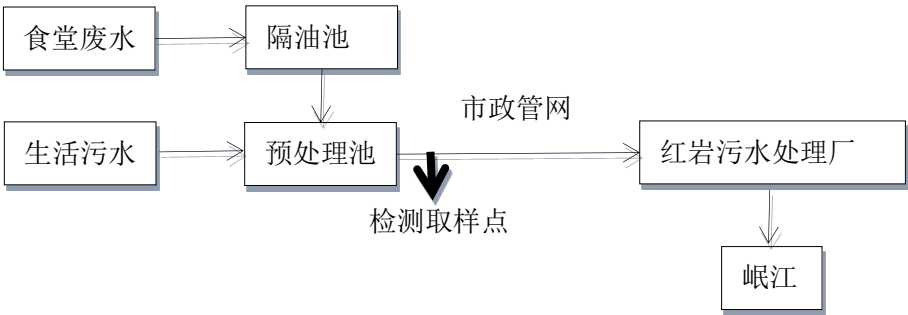 食堂废水
隔油池
市政管网
生活污水
预处理池
红岩污水处理厂
检测取样点
岷江